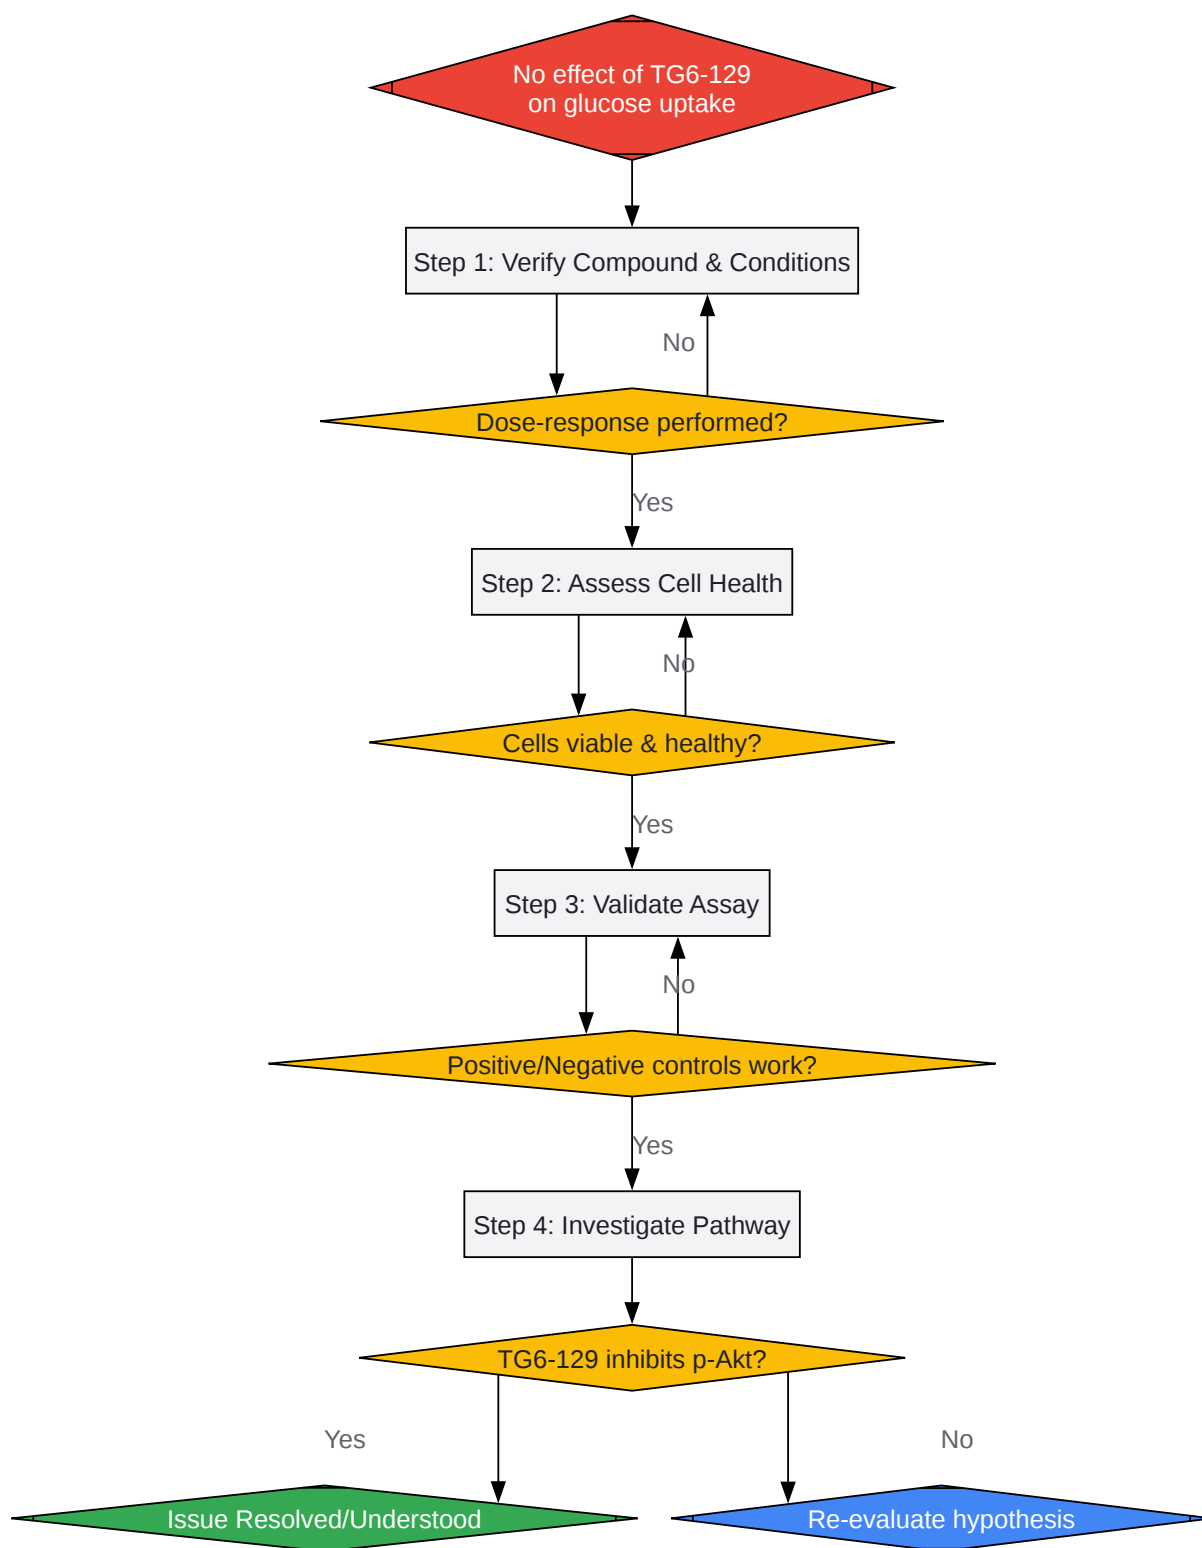 No effect of TG6-129
on glucose uptake
Step 1: Verify Compound & Conditions
No
Dose-response performed?
Yes
Step 2: Assess Cell Health
No
Cells viable & healthy?
Yes
Step 3: Validate Assay
No
Positive/Negative controls work?
Yes
Step 4: Investigate Pathway
TG6-129 inhibits p-Akt?
Yes
No
Issue Resolved/Understood
Re-evaluate hypothesis